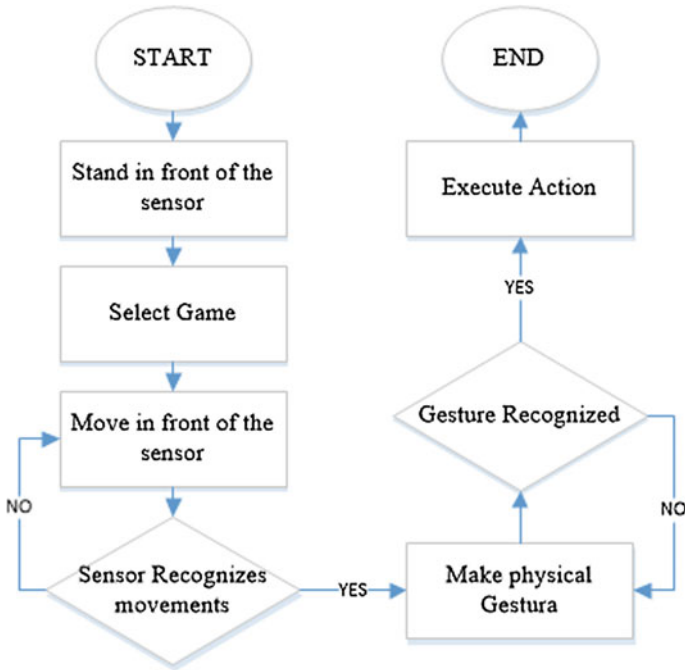 START
Stand in front of the
sensor
Select Game
Move in front of the
sensor
NO
Sensor Recognizes
movements
YES
Make physical
Gestura
Gesture Recognized
NO
YES
Execute Action
END